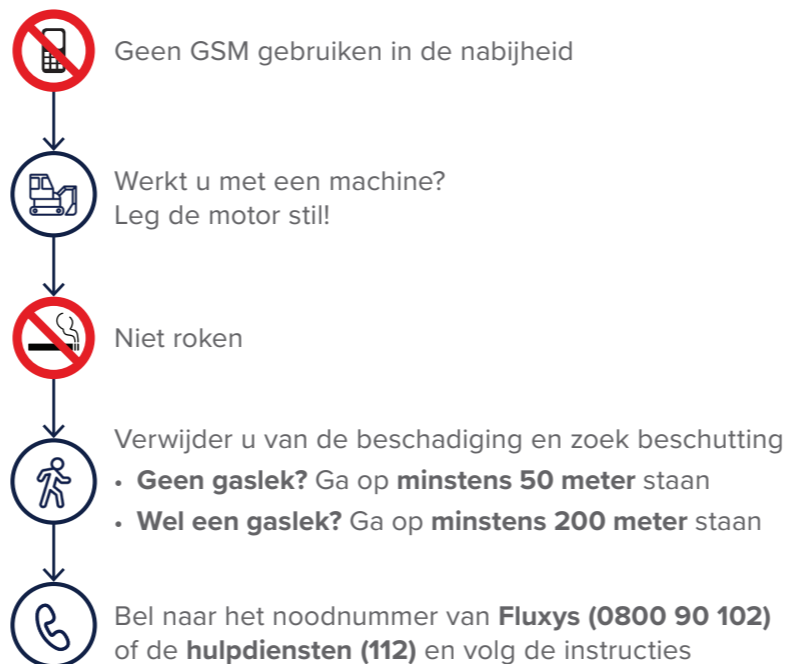 Geen GSM gebruiken in de nabijheid
Werkt u met een machine?
Leg de motor stil!
Niet roken
Verwijder u van de beschadiging en zoek beschutting
• Geen gaslek? Ga op minstens 50 meter staan
• Wel een gaslek? Ga op minstens 200 meter staan
Bel naar het noodnummer van Fluxys (0800 90 102)
of de hulpdiensten (112) en volg de instructies